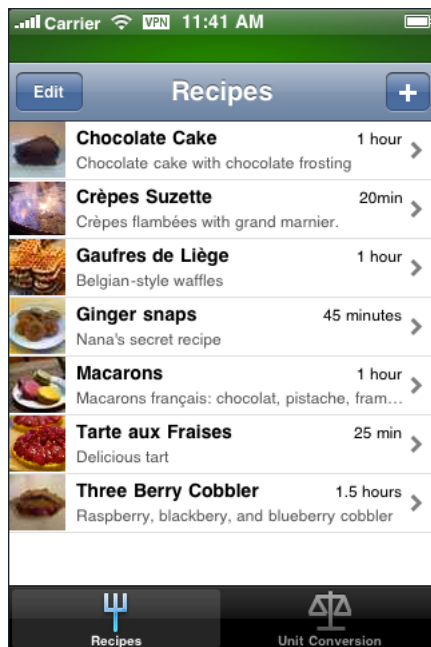 Carrier VPN 11:41 AM
Edit Recipes +
Chocolate Cake 1 hour
Chocolate cake with chocolate frosting
Crèpes Suzette 20min
Crèpes flambées with grand marnier.
Gaufres de Liège 1 hour
Belgian-style waffles
Ginger snaps 45 minutes
Nana's secret recipe
Macarons 1 hour
Macarons français: chocolat, pistache, fram...
Tarte aux Fraises 25 min
Delicious tart
Three Berry Cobbler 1.5 hours
Raspberry, blackbery, and blueberry cobbler
Recipes Unit Conversion